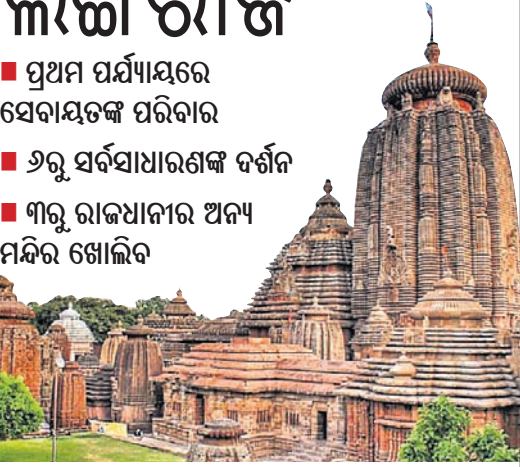 ■ ପ୍ରଥମ ପର୍ଯ୍ୟାୟରେ
ସେବାୟତଙ୍କ ପରିବାର
■ ୬ରୁ ସର୍ବସାଧାରଣଙ୍କ ଦର୍ଶନ
■ ୩ରୁ ରାଜଧାନୀର ଅନ୍ୟ
ମନ୍ଦିର ଖୋଲିବ